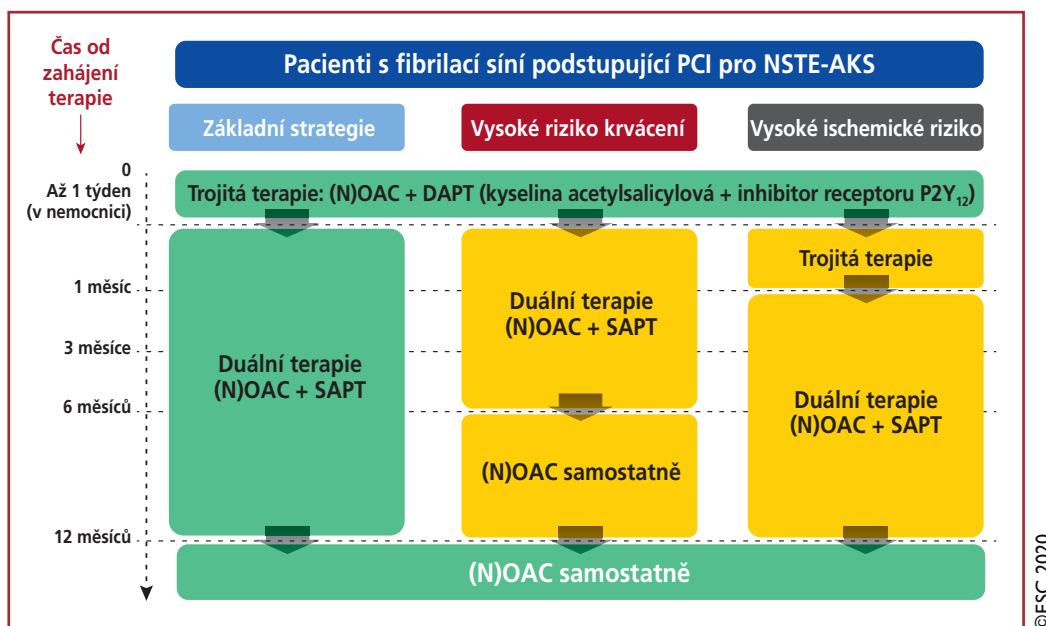 Čas od
zahájení
terapie
Pacienti s fibrilací síní podstupující PCI pro NSTE-AKS
Základní strategie
Vysoké riziko krvácení
Vysoké ischemické riziko
0
Až 1 týden
(v nemocnici)
Trojitá terapie: (N)OAC + DAPT (kyselina acetylsalicylová + inhibitor receptoru P2Y₁₂)
1 měsíc
3 měsíce
6 měsíců
12 měsíců
Duální terapie
(N)OAC + SAPT
Duální terapie
(N)OAC + SAPT
(N)OAC samostatně
Trojitá terapie
Duální terapie
(N)OAC + SAPT
(N)OAC samostatně
©ESC 2020